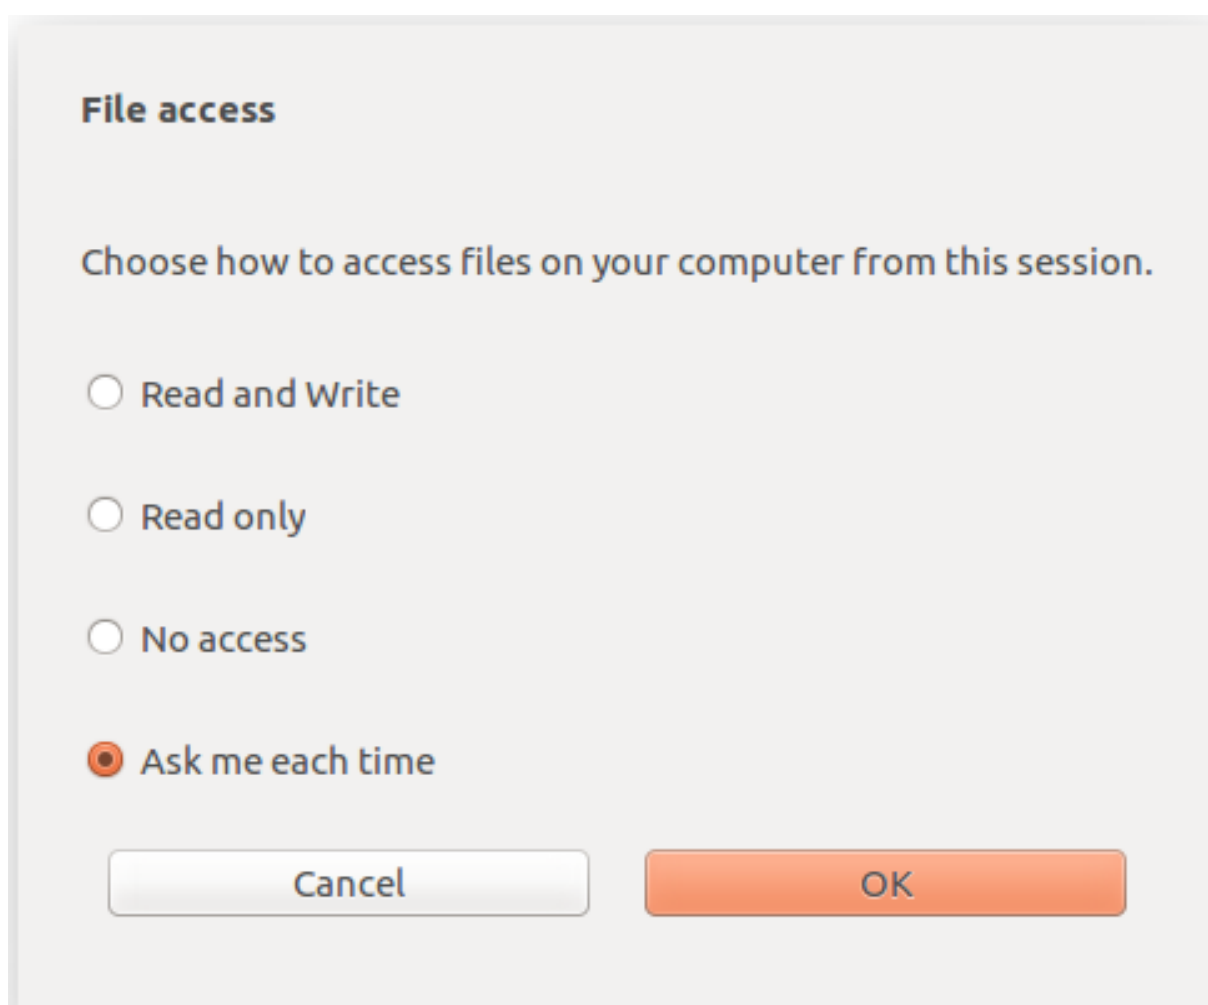 File access
Choose how to access files on your computer from this session.
Read and Write
Read only
No access
Ask me each time
Cancel
OK